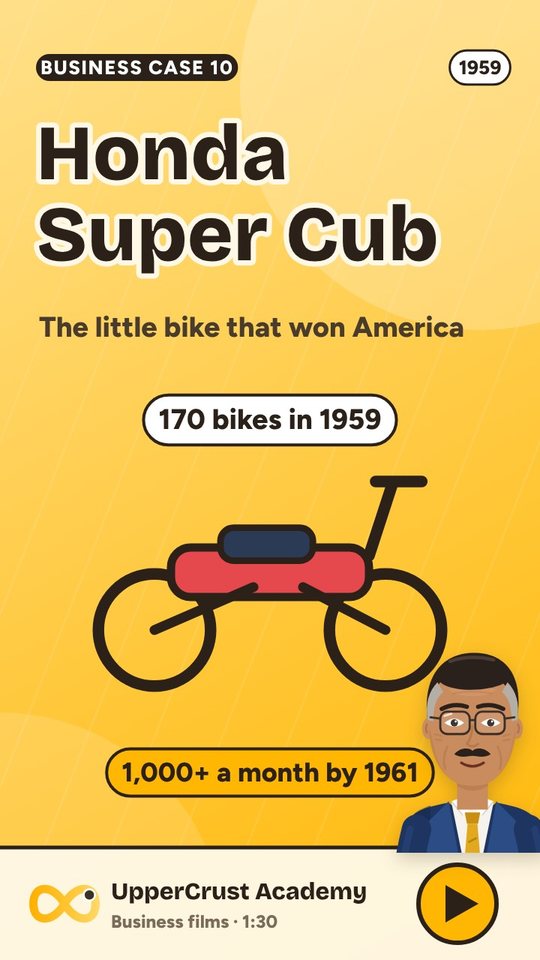 BUSINESS CASE 10
1959
Honda
Super Cub
The little bike that won America
170 bikes in 1959
1,000+ a month by 1961
UpperCrust Academy
Business films · 1:30